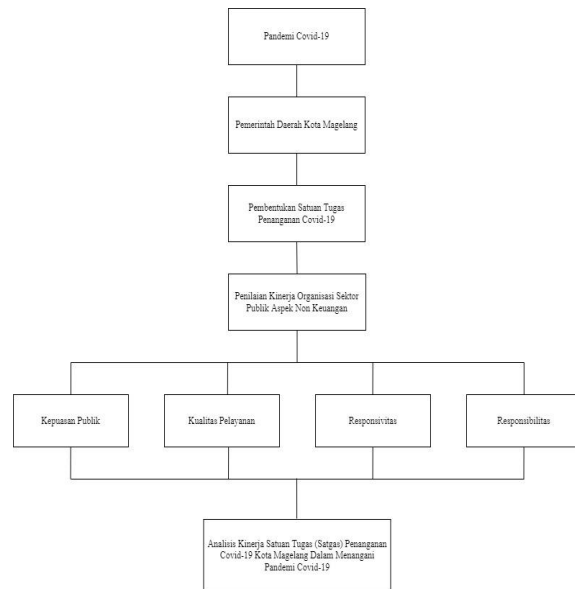 Pandemi Covid-19
Pemerintah Daerah Kota Magelang
Pembentukan Satuan Tugas
Penanganan Covid-19
Penilaian Kinerja Organisasi Sektor
Publik Aspek Non Keuangan
Kepuasan Publik
Kualitas Pelayanan
Responsivitas
Responsibilitas
Analisis Kinerja Satuan Tugas (Satgas) Penanganan
Covid-19 Kota Magelang Dalam Menangani
Pandemi Covid-19